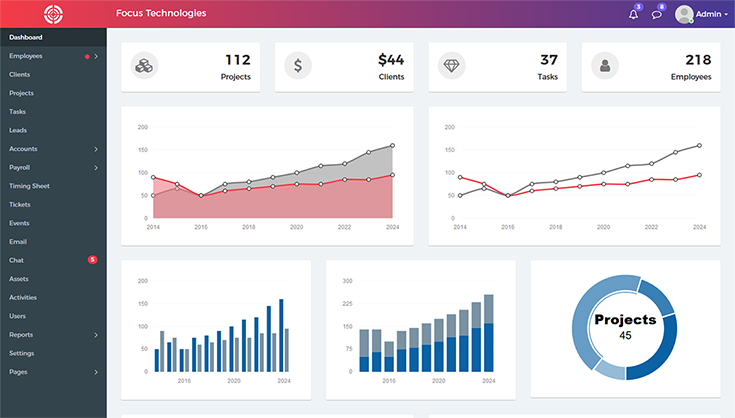 Focus Technologies
3
8
Admin
Dashboard
Employees
Clients
Projects
Tasks
Leads
Accounts
Payroll
Timing Sheet
Tickets
Events
Email
Chat
5
Assets
Activities
Users
Reports
Settings
Pages
112
Projects
$
$44
Clients
37
Tasks
218
Employees
200
150
100
50
0
2014 2016 2018 2020 2022 2024
200
150
100
50
0
2014 2016 2018 2020 2022 2024
200
150
100
50
0
2016 2020 2024
300
225
150
75
0
2016 2020 2024
Projects
45